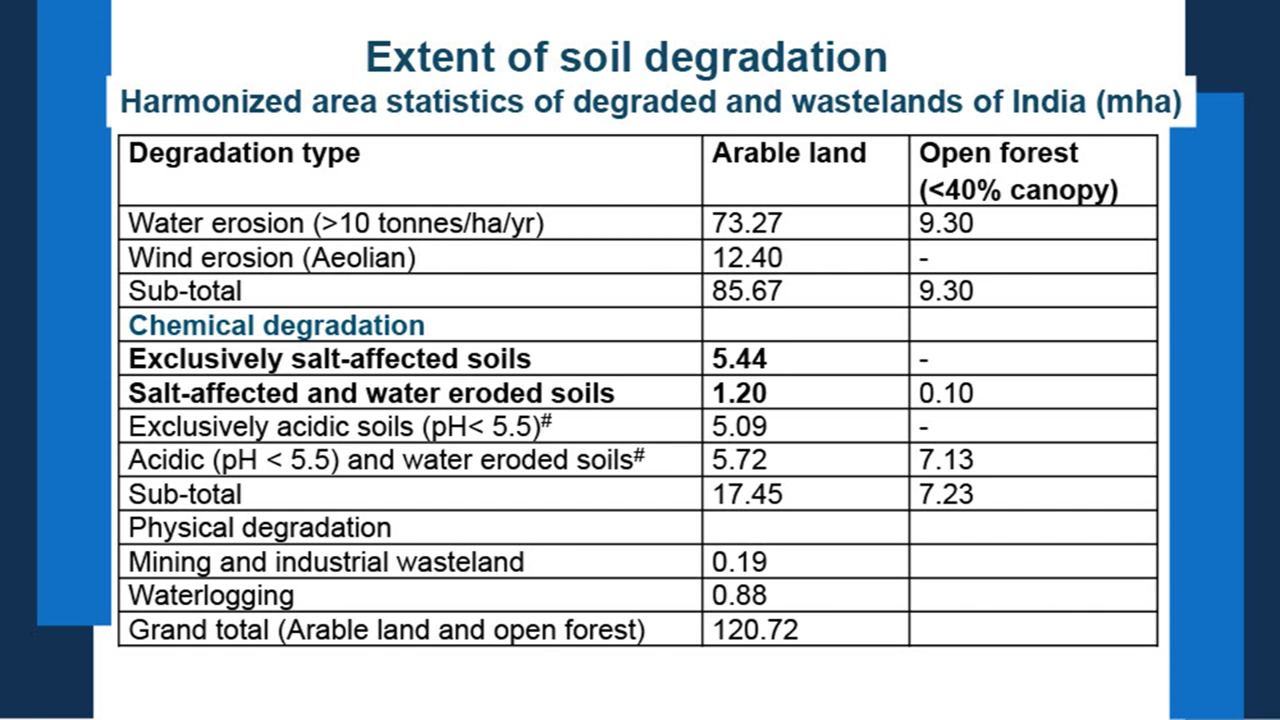 Extent of soil degradation
Harmonized area statistics of degraded and wastelands of India (mha)
Degradation type Arable land Open forest
(<40% canopy)
Water erosion (>10 tonnes/ha/yr) 73.27 9.30
Wind erosion (Aeolian) 12.40 -
Sub-total 85.67 9.30
Chemical degradation
Exclusively salt-affected soils 5.44 -
Salt-affected and water eroded soils 1.20 0.10
Exclusively acidic soils (pH< 5.5)# 5.09 -
Acidic (pH < 5.5) and water eroded soils# 5.72 7.13
Sub-total 17.45 7.23
Physical degradation
Mining and industrial wasteland 0.19
Waterlogging 0.88
Grand total (Arable land and open forest) 120.72